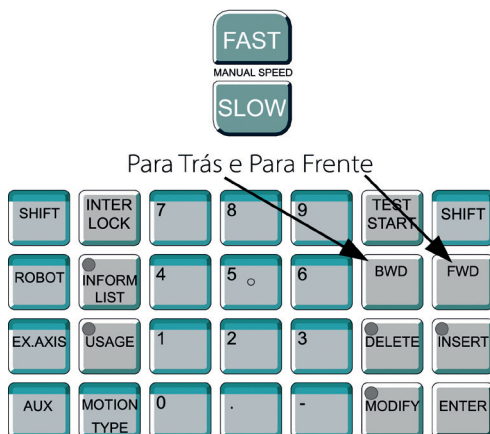 FAST
MANUAL SPEED
SLOW
Para Trás e Para Frente
SHIFT
INTER
LOCK
7
8
9
TEST
START
SHIFT
ROBOT
INFORM
LIST
4
5
6
BWD
FWD
EX.AXIS
USAGE
1
2
3
DELETE
INSERT
AUX
MOTION
TYPE
0
.
-
MODIFY
ENTER